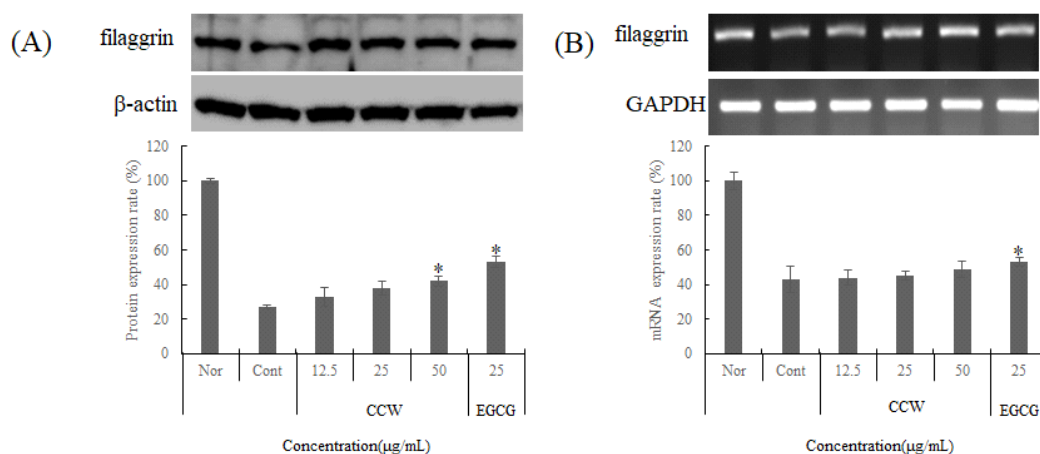 (A)
filaggrin
β-actin
Protein expression rate (%)
120
100
80
60
40
20
0
*
*
Nor Cont 12.5 25 50 25
CCW EGCG
Concentration(μg/mL)
(B)
filaggrin
GAPDH
mRNA expression rate (%)
120
100
80
60
40
20
0
*
Nor Cont 12.5 25 50 25
CCW EGCG
Concentration(μg/mL)